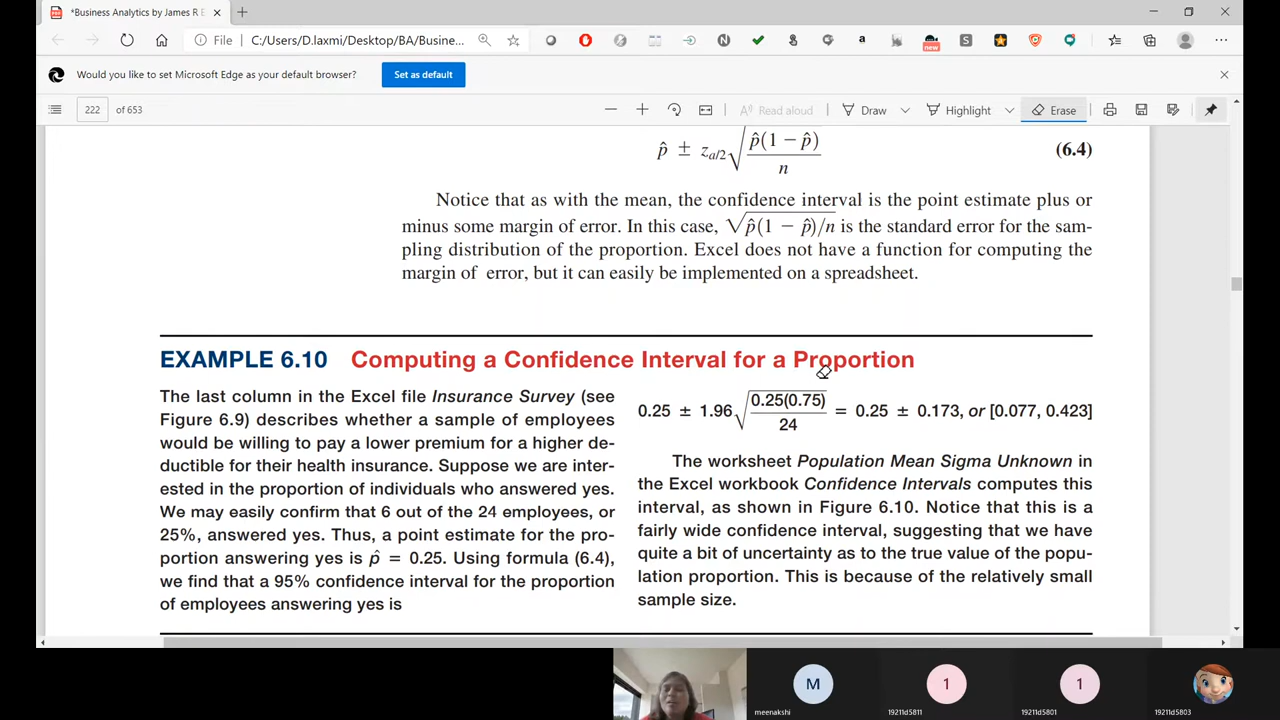 *Business Analytics by James R E
File
C:/Users/D.laxmi/Desktop/BA/Busine...
new
Would you like to set Microsoft Edge as your default browser?
Set as default
222 of 653
Read aloud
Draw
Highlight
Erase
p̂ ± zₐ/₂ √ p̂(1 − p̂) / n (6.4)
Notice that as with the mean, the confidence interval is the point estimate plus or
minus some margin of error. In this case, √p̂(1 − p̂)/n is the standard error for the sam-
pling distribution of the proportion. Excel does not have a function for computing the
margin of error, but it can easily be implemented on a spreadsheet.
EXAMPLE 6.10 Computing a Confidence Interval for a Proportion
The last column in the Excel file Insurance Survey (see
Figure 6.9) describes whether a sample of employees
would be willing to pay a lower premium for a higher de-
ductible for their health insurance. Suppose we are inter-
ested in the proportion of individuals who answered yes.
We may easily confirm that 6 out of the 24 employees, or
25%, answered yes. Thus, a point estimate for the pro-
portion answering yes is p̂ = 0.25. Using formula (6.4),
we find that a 95% confidence interval for the proportion
of employees answering yes is
0.25 ± 1.96 √ 0.25(0.75) / 24 = 0.25 ± 0.173, or [0.077, 0.423]
The worksheet Population Mean Sigma Unknown in
the Excel workbook Confidence Intervals computes this
interval, as shown in Figure 6.10. Notice that this is a
fairly wide confidence interval, suggesting that we have
quite a bit of uncertainty as to the true value of the popu-
lation proportion. This is because of the relatively small
sample size.
M
meenakshi
1
19211d5811
1
19211d5801
19211d5803